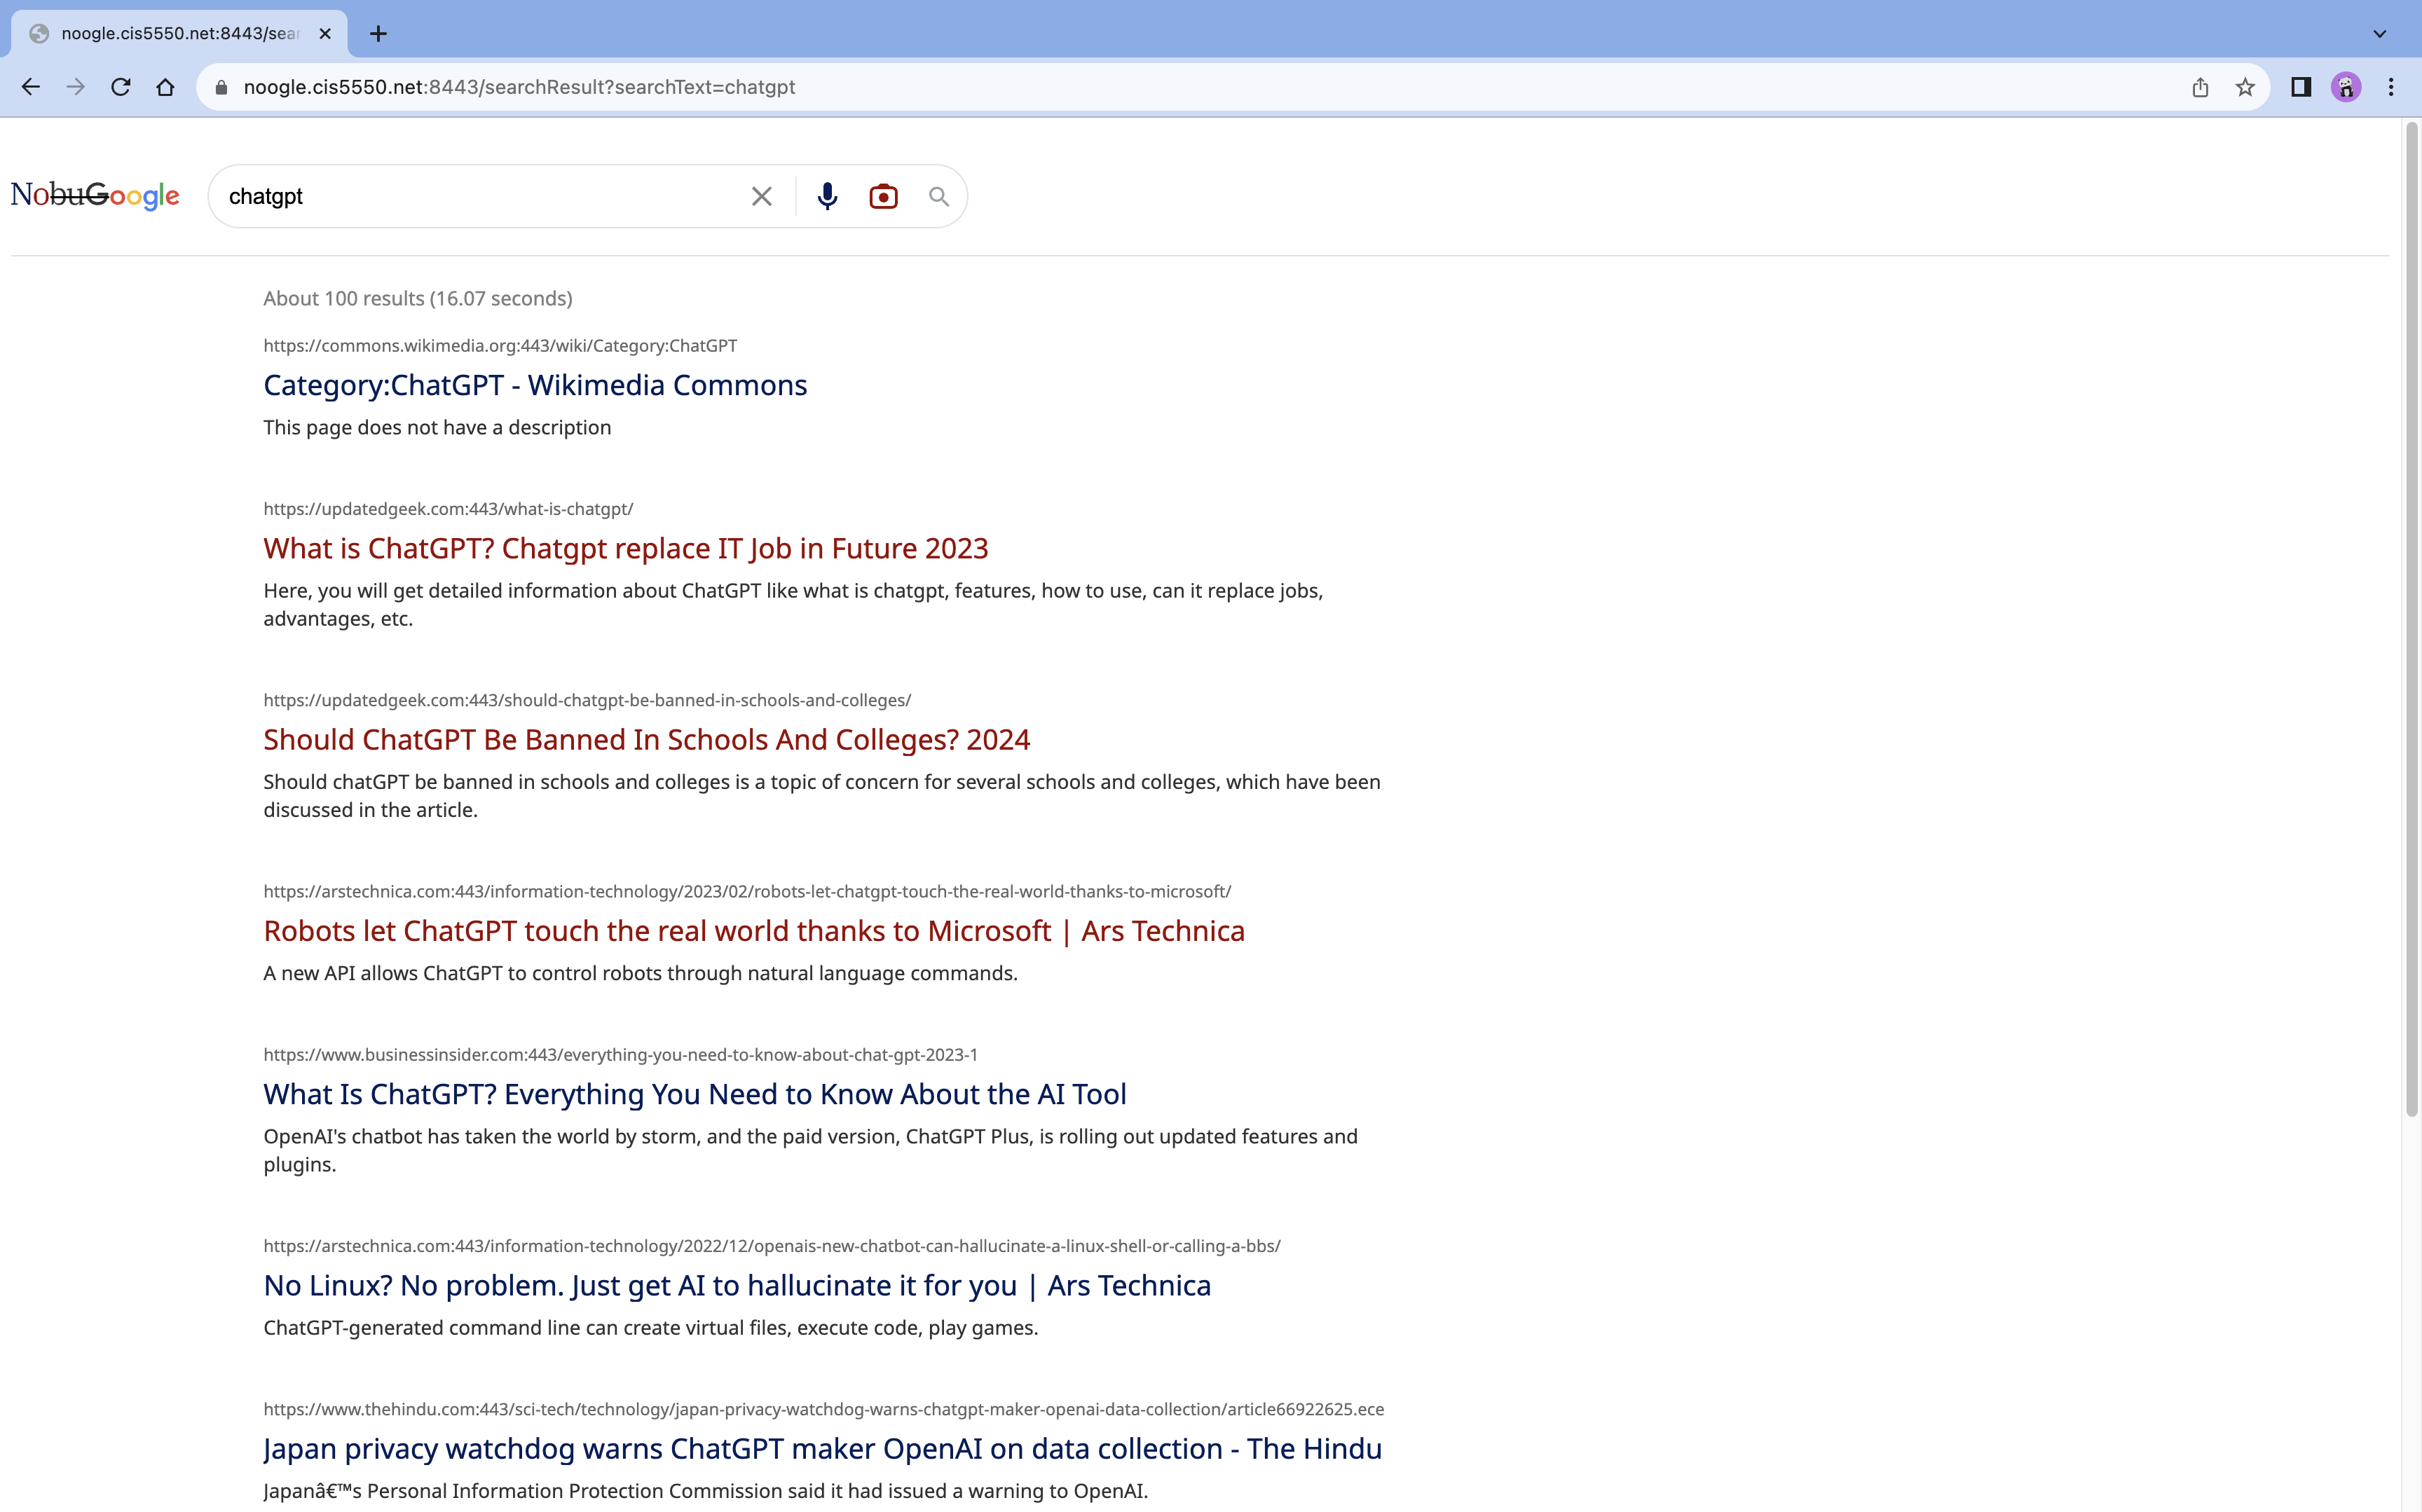 noogle.cis5550.net:8443/sear
noogle.cis5550.net:8443/searchResult?searchText=chatgpt
NobuGoogle
chatgpt
About 100 results (16.07 seconds)
https://commons.wikimedia.org:443/wiki/Category:ChatGPT
Category:ChatGPT - Wikimedia Commons
This page does not have a description
https://updatedgeek.com:443/what-is-chatgpt/
What is ChatGPT? Chatgpt replace IT Job in Future 2023
Here, you will get detailed information about ChatGPT like what is chatgpt, features, how to use, can it replace jobs,
advantages, etc.
https://updatedgeek.com:443/should-chatgpt-be-banned-in-schools-and-colleges/
Should ChatGPT Be Banned In Schools And Colleges? 2024
Should chatGPT be banned in schools and colleges is a topic of concern for several schools and colleges, which have been
discussed in the article.
https://arstechnica.com:443/information-technology/2023/02/robots-let-chatgpt-touch-the-real-world-thanks-to-microsoft/
Robots let ChatGPT touch the real world thanks to Microsoft | Ars Technica
A new API allows ChatGPT to control robots through natural language commands.
https://www.businessinsider.com:443/everything-you-need-to-know-about-chat-gpt-2023-1
What Is ChatGPT? Everything You Need to Know About the AI Tool
OpenAI's chatbot has taken the world by storm, and the paid version, ChatGPT Plus, is rolling out updated features and
plugins.
https://arstechnica.com:443/information-technology/2022/12/openais-new-chatbot-can-hallucinate-a-linux-shell-or-calling-a-bbs/
No Linux? No problem. Just get AI to hallucinate it for you | Ars Technica
ChatGPT-generated command line can create virtual files, execute code, play games.
https://www.thehindu.com:443/sci-tech/technology/japan-privacy-watchdog-warns-chatgpt-maker-openai-data-collection/article66922625.ece
Japan privacy watchdog warns ChatGPT maker OpenAI on data collection - The Hindu
Japanâ€™s Personal Information Protection Commission said it had issued a warning to OpenAI.